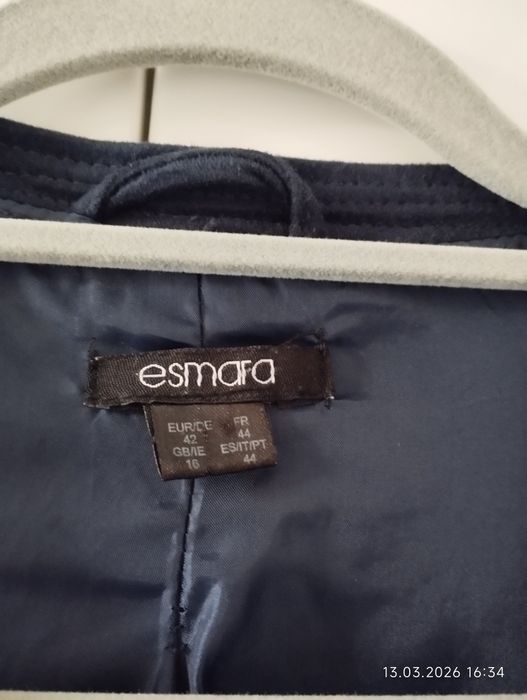 esmara
EUR/DE FR
42 44
GB/IE ES/IT/PT
16 44
13.03.2026 16:34